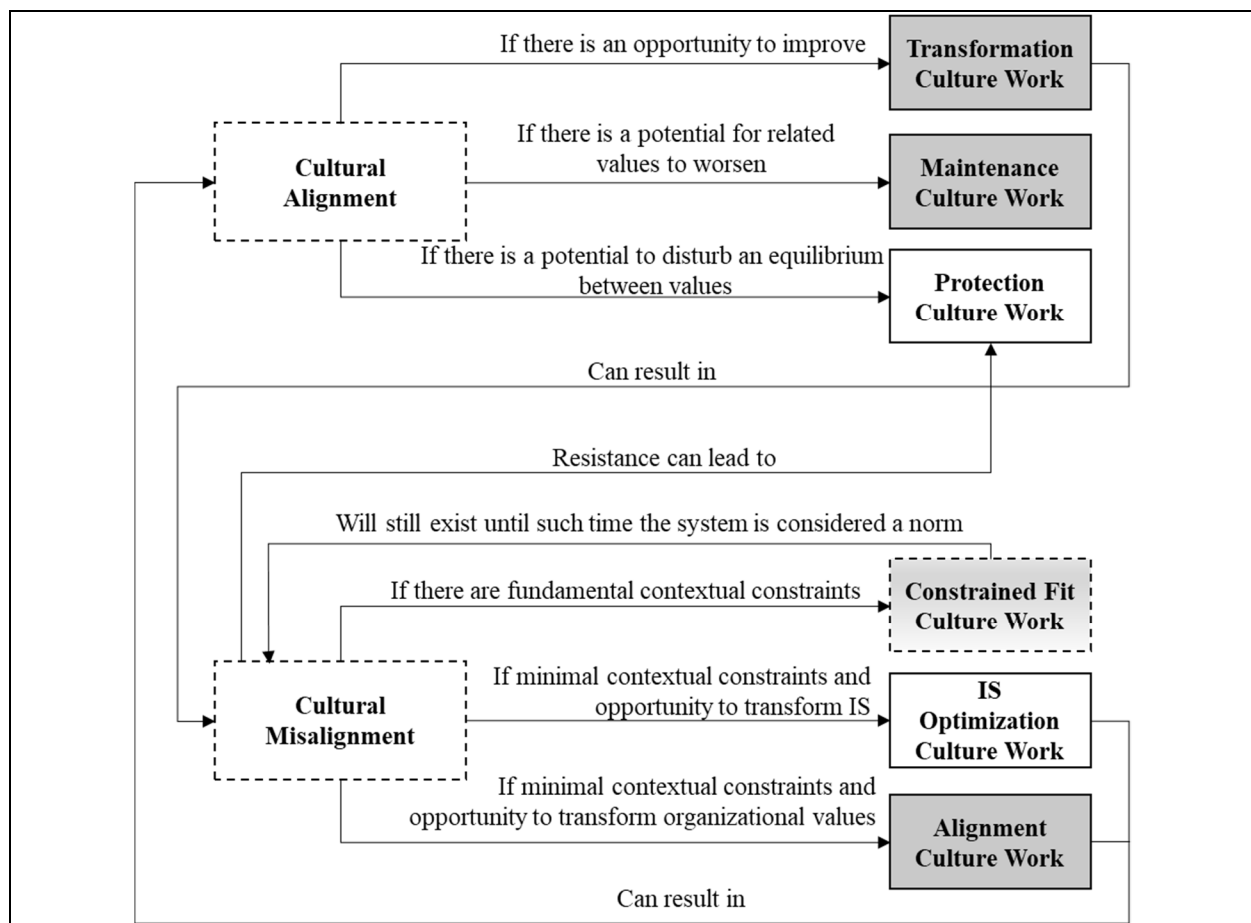 If there is an opportunity to improve
Transformation
Culture Work
If there is a potential for related
values to worsen
Cultural
Alignment
Maintenance
Culture Work
If there is a potential to disturb an equilibrium
between values
Protection
Culture Work
Can result in
Resistance can lead to
Will still exist until such time the system is considered a norm
If there are fundamental contextual constraints
Constrained Fit
Culture Work
Cultural
Misalignment
If minimal contextual constraints and
opportunity to transform IS
IS
Optimization
Culture Work
If minimal contextual constraints and
opportunity to transform organizational values
Alignment
Culture Work
Can result in